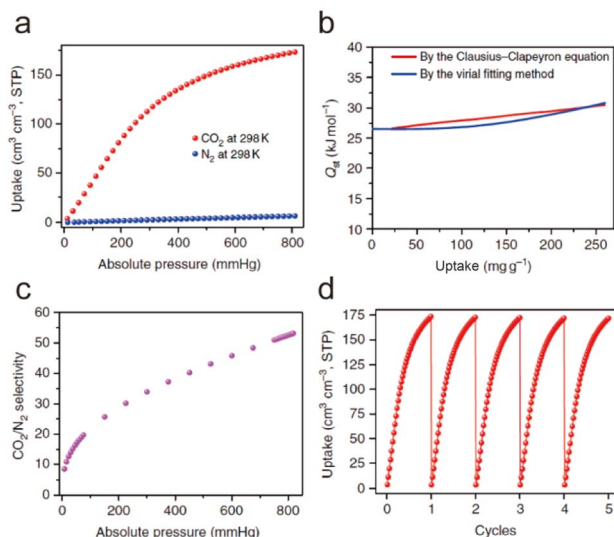 a
Uptake (cm³ cm⁻³, STP)
150
100
50
0
CO₂ at 298 K
N₂ at 298 K
0 200 400 600 800
Absolute pressure (mmHg)
b
Qst (kJ mol⁻¹)
40
35
30
25
20
15
10
By the Clausius–Clapeyron equation
By the virial fitting method
0 50 100 150 200 250
Uptake (mg g⁻¹)
c
CO₂/N₂ selectivity
60
50
40
30
20
10
0
0 200 400 600 800
Absolute pressure (mmHg)
d
Uptake (cm³ cm⁻³, STP)
175
150
125
100
75
50
25
0
0 1 2 3 4 5
Cycles